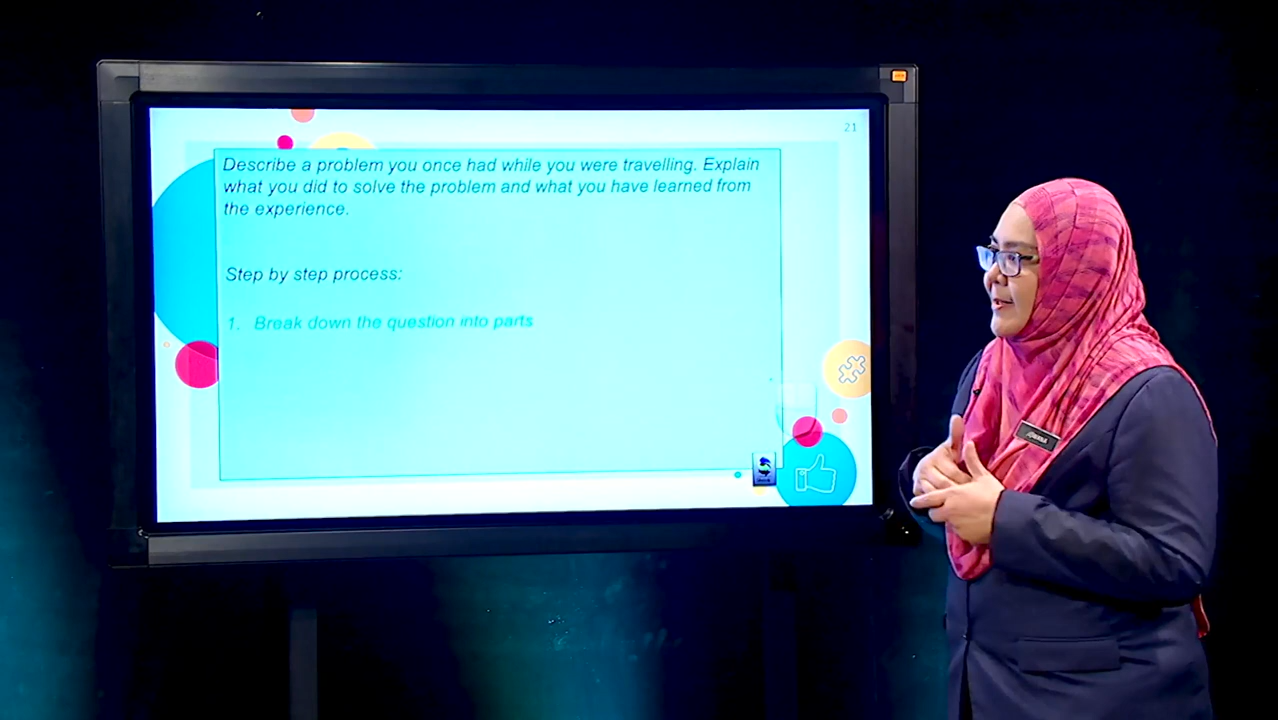 21
Describe a problem you once had while you were travelling. Explain
what you did to solve the problem and what you have learned from
the experience.
Step by step process:
1. Break down the question into parts